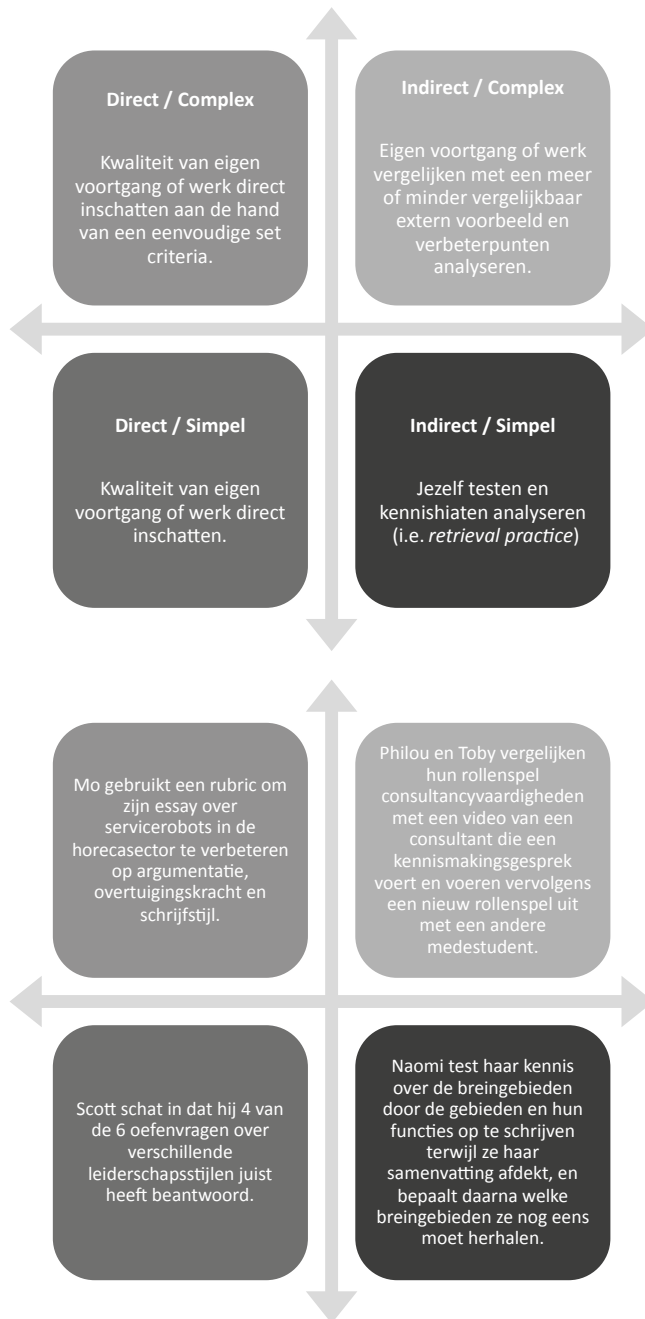 Direct / Complex
Kwaliteit van eigen
voortgang of werk direct
inschatten aan de hand
van een eenvoudige set
criteria.
Indirect / Complex
Eigen voortgang of werk
vergelijken met een meer
of minder vergelijkbaar
extern voorbeeld en
verbeterpunten
analyseren.
Direct / Simpel
Kwaliteit van eigen
voortgang of werk direct
inschatten.
Indirect / Simpel
Jezelf testen en
kennishiaten analyseren
(i.e. retrieval practice)
Mo gebruikt een rubric om
zijn essay over
servicerobots in de
horecasector te verbeteren
op argumentatie,
overtuigingskracht en
schrijfstijl.
Philou en Toby vergelijken
hun rollenspel
consultancyvaardigheden
met een video van een
consultant die een
kennismakingsgesprek
voert en voeren vervolgens
een nieuw rollenspel uit
met een andere
medestudent.
Scott schat in dat hij 4 van
de 6 oefenvragen over
verschillende
leiderschapsstijlen juist
heeft beantwoord.
Naomi test haar kennis
over de breingebieden
door de gebieden en hun
functies op te schrijven
terwijl ze haar
samenvatting afdekt, en
bepaalt daarna welke
breingebieden ze nog eens
moet herhalen.